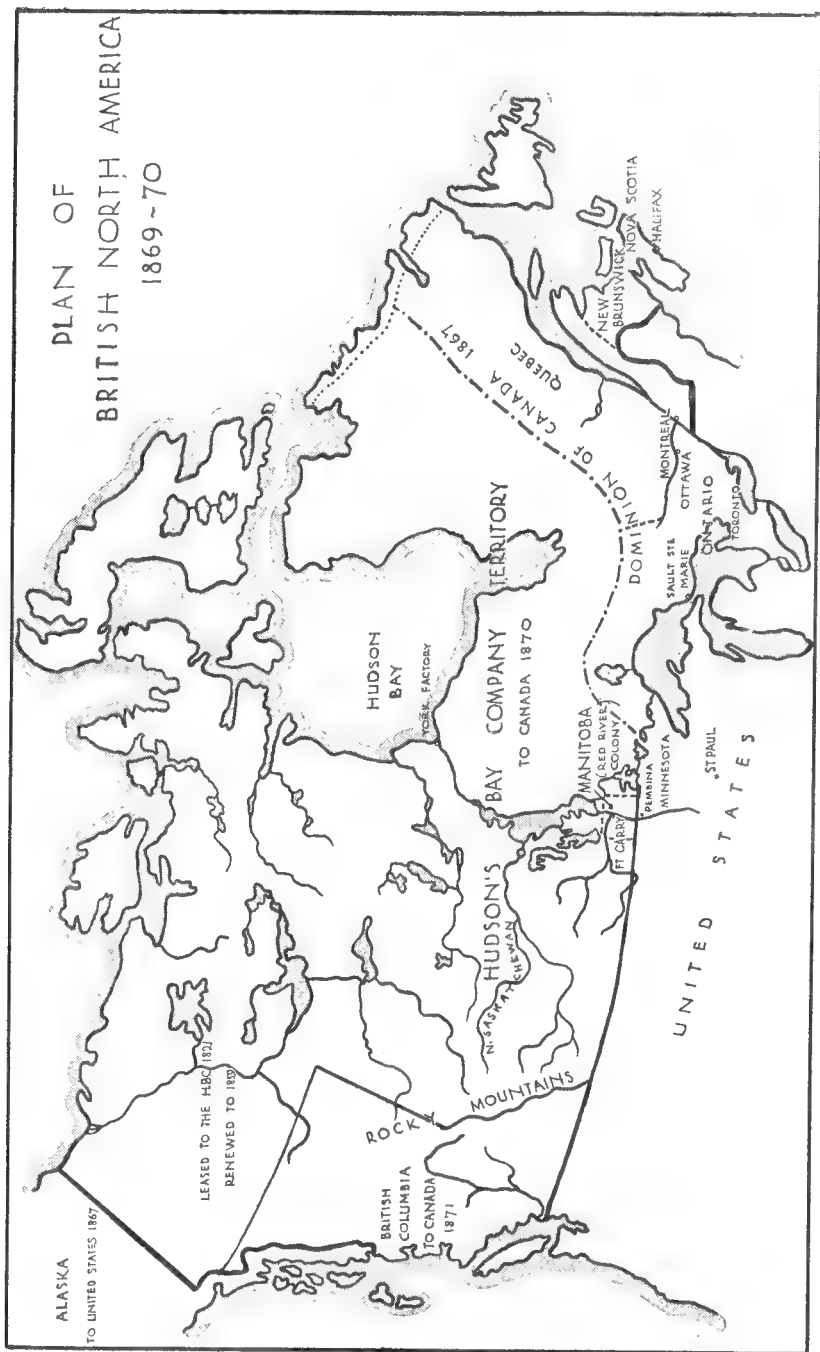 PLAN OF
BRITISH NORTH AMERICA
1869-70
ALASKA
TO UNITED STATES 1867
LEASED TO THE H.B.C. 1821
RENEWED TO 1859
BRITISH
COLUMBIA
TO CANADA
1871
ROCKY MOUNTAINS
N. SASKATCHEWAN
HUDSON'S BAY COMPANY TERRITORY
TO CANADA 1870
HUDSON
BAY
YORK FACTORY
MANITOBA
(RED RIVER
COLONY)
FT CARRY
PEMBINA
MINNESOTA
ST PAUL
UNITED STATES
DOMINION OF CANADA 1867
QUEBEC
NEW
BRUNSWICK
NOVA SCOTIA
HALIFAX
MONTREAL
OTTAWA
ONTARIO
TORONTO
SAULT STE
MARIE